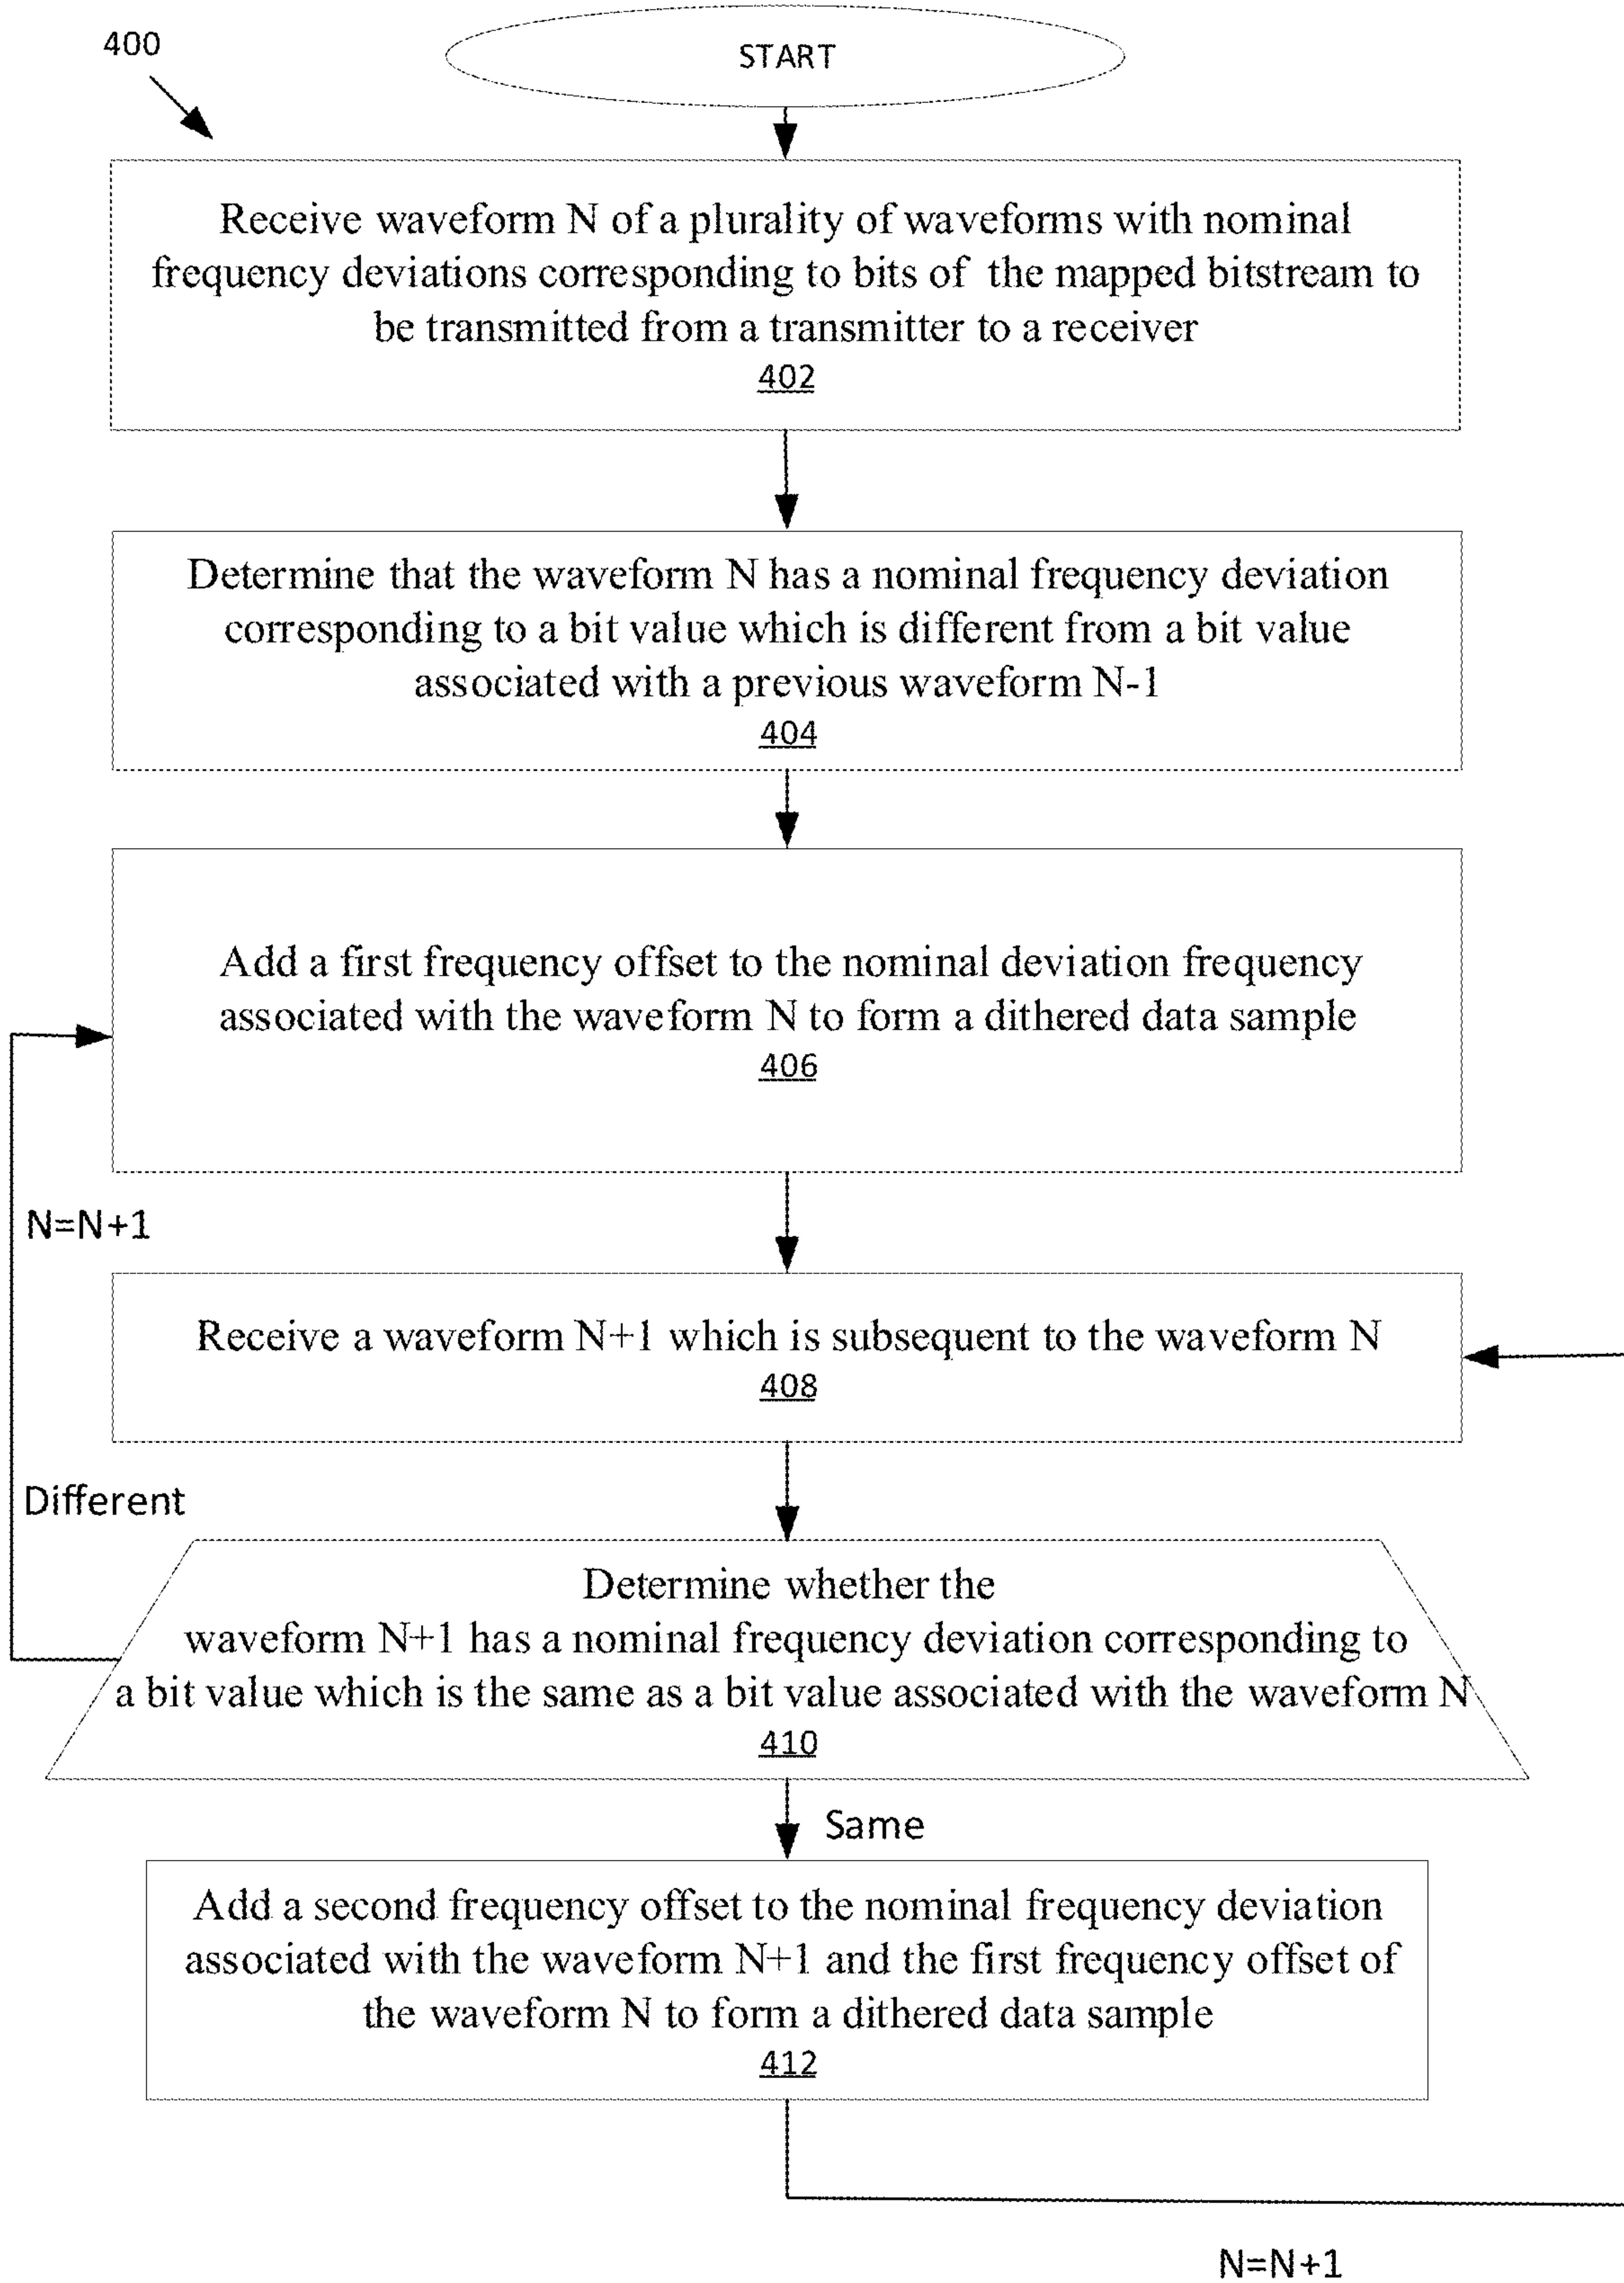 400
START
Receive waveform N of a plurality of waveforms with nominal
frequency deviations corresponding to bits of the mapped bitstream to
be transmitted from a transmitter to a receiver
402
Determine that the waveform N has a nominal frequency deviation
corresponding to a bit value which is different from a bit value
associated with a previous waveform N-1
404
Add a first frequency offset to the nominal deviation frequency
associated with the waveform N to form a dithered data sample
406
N=N+1
Receive a waveform N+1 which is subsequent to the waveform N
408
Different
Determine whether the
waveform N+1 has a nominal frequency deviation corresponding to
a bit value which is the same as a bit value associated with the waveform N
410
Same
Add a second frequency offset to the nominal frequency deviation
associated with the waveform N+1 and the first frequency offset of
the waveform N to form a dithered data sample
412
N=N+1